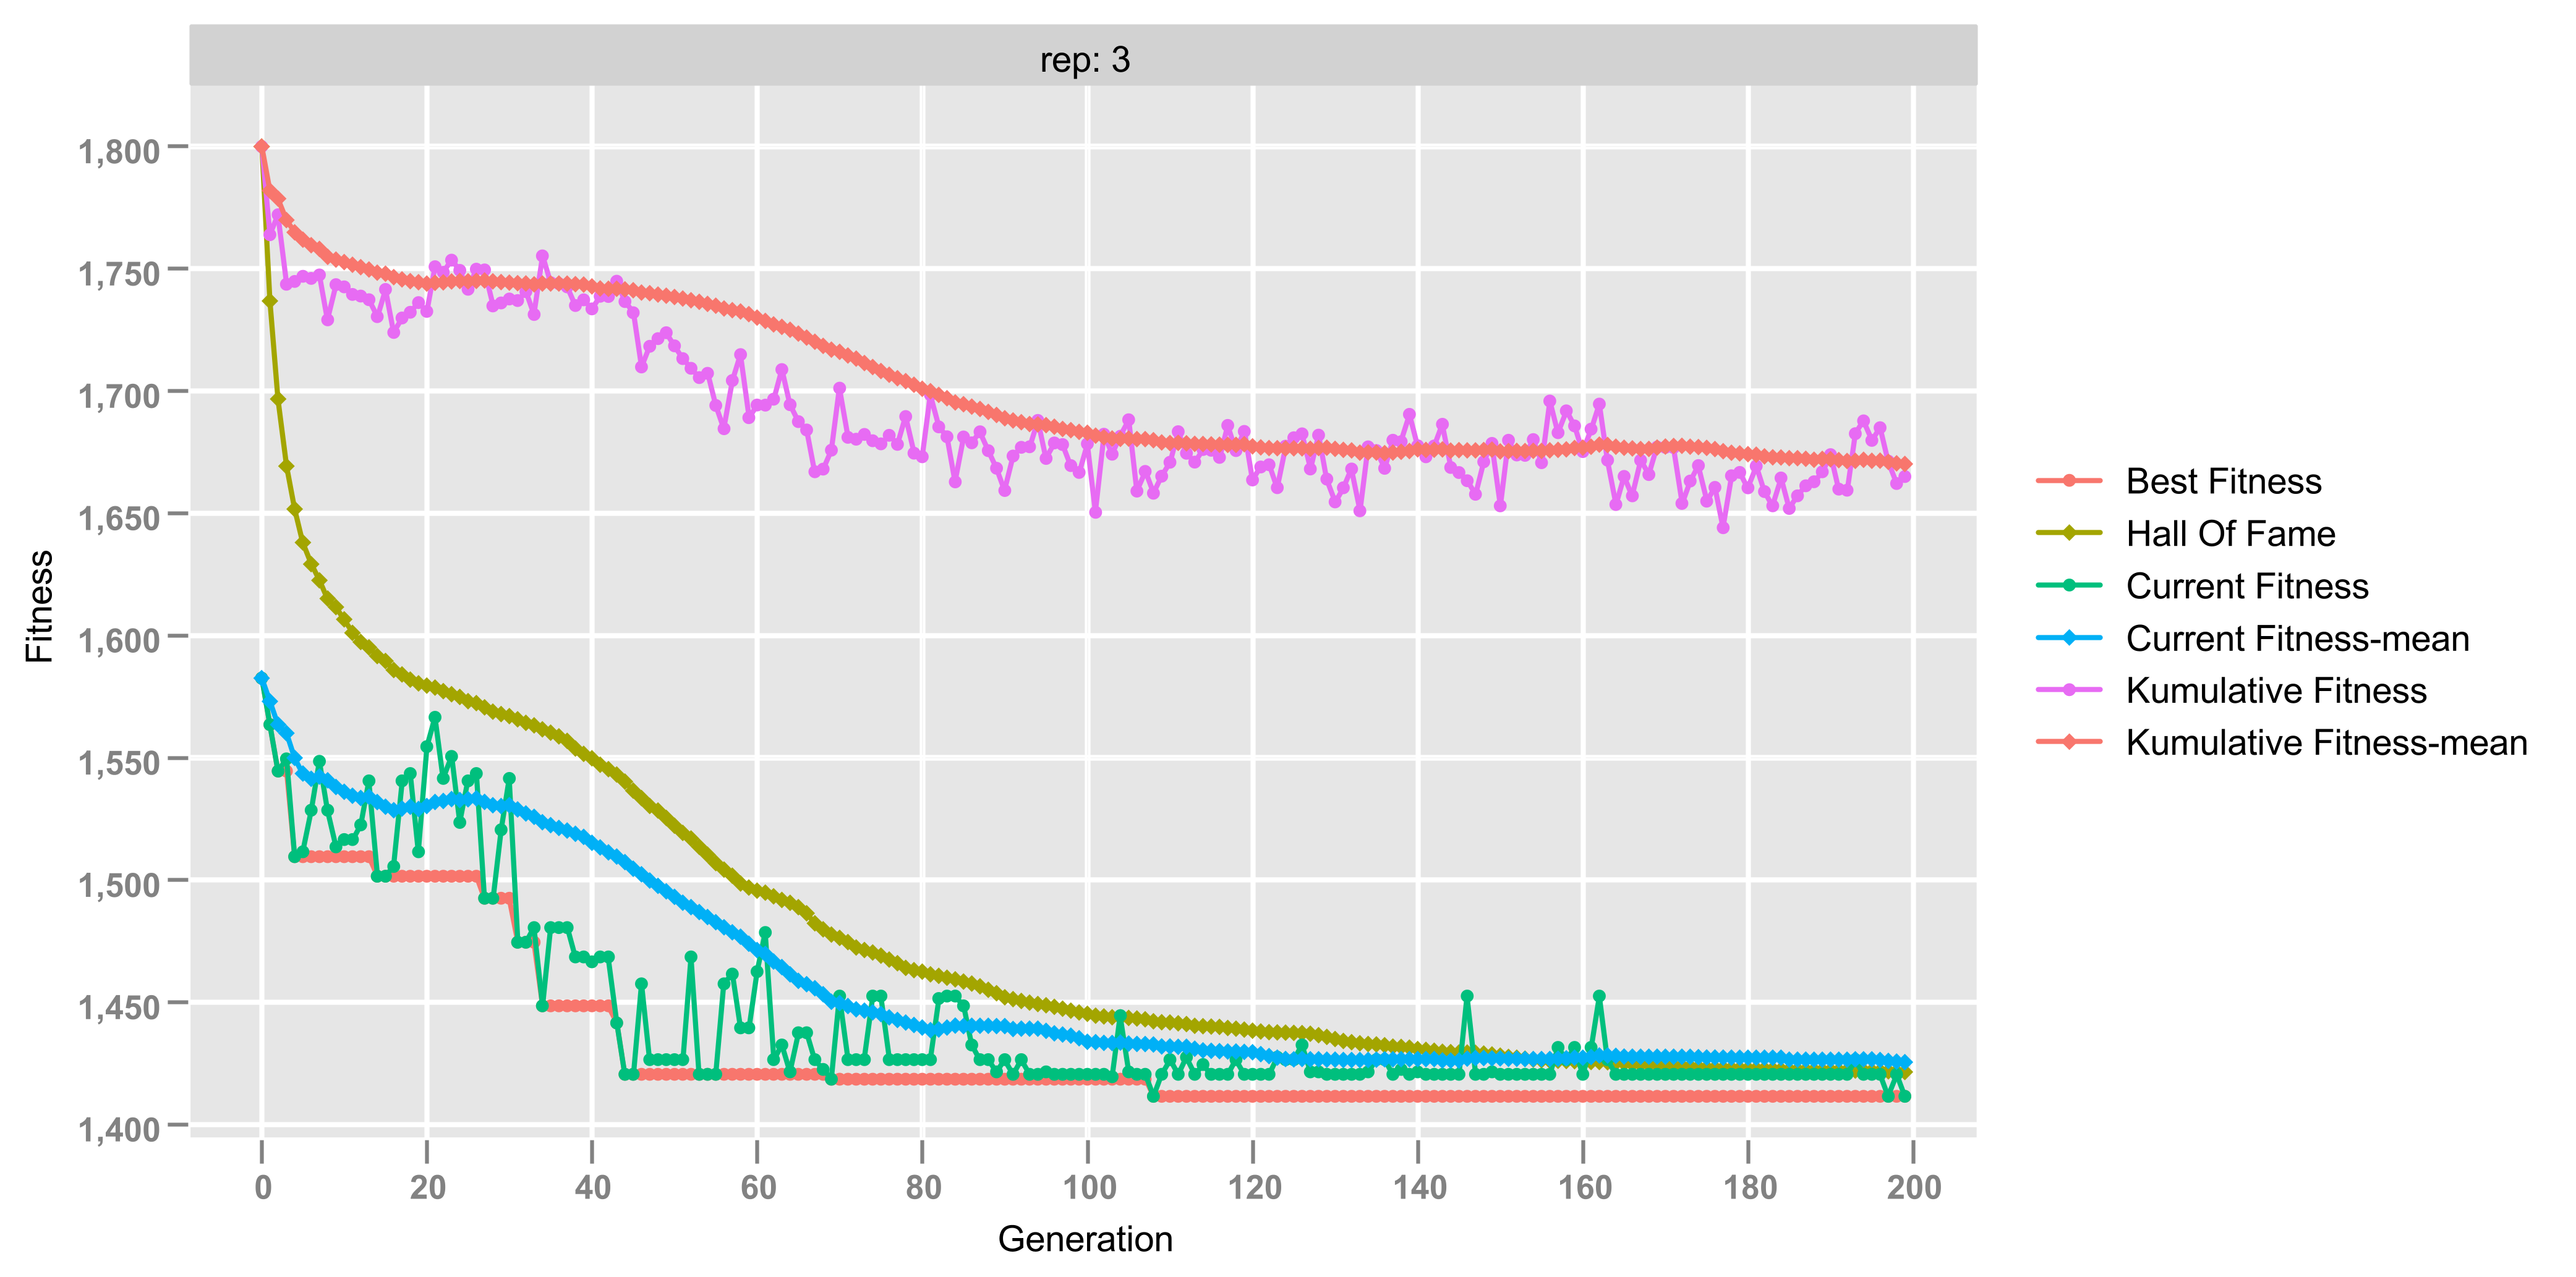 rep: 3
1,800
1,750
1,700
1,650
1,600
1,550
1,500
1,450
1,400
Fitness
0 20 40 60 80 100 120 140 160 180 200
Generation
Best Fitness
Hall Of Fame
Current Fitness
Current Fitness-mean
Kumulative Fitness
Kumulative Fitness-mean